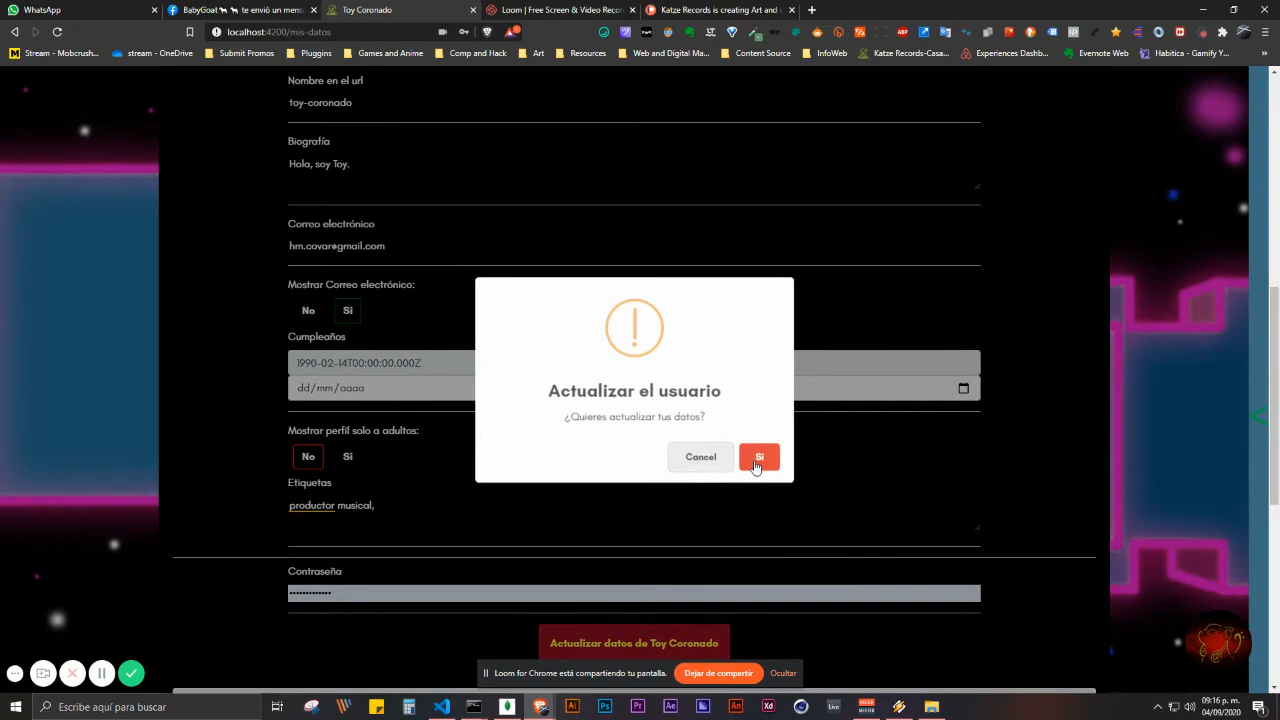 WhatsApp
BabyGoat🐐🐂 te envió un mens
Toy Coronado
Loom | Free Screen & Video Reco
Katze Records is creating Art and
localhost:4200/mis-datos
Stream - Mobcrush
stream - OneDrive
Pluggins
Games and Anime
Comp and Hack
Art
Resources
Web and Digital Ma...
Content Source
InfoWeb
Katze Records-Casa...
Experiences Dashbo...
Evernote
Habitica - Gamify Y...
Nombre en el url
toy-coronado
Biografía
Hola, soy Toy.
Correo electrónico
hm.covar@gmail.com
Mostrar Correo electrónico:
No Si
Cumpleaños
1990-02-14T00:00:00.000Z
dd/mm/aaaa
Mostrar perfil solo a adultos:
No Si
Etiquetas
productor musical,
Contraseña
•••••••••••••
Actualizar datos de Toy Coronado
Actualizar el usuario
¿Quieres actualizar tus datos?
Cancel Si
Loom for Chrome está compartiendo tu pantalla.
Dejar de compartir
Ocultar
Escribe aquí para buscar
09:16 p. m.
04/09/2020